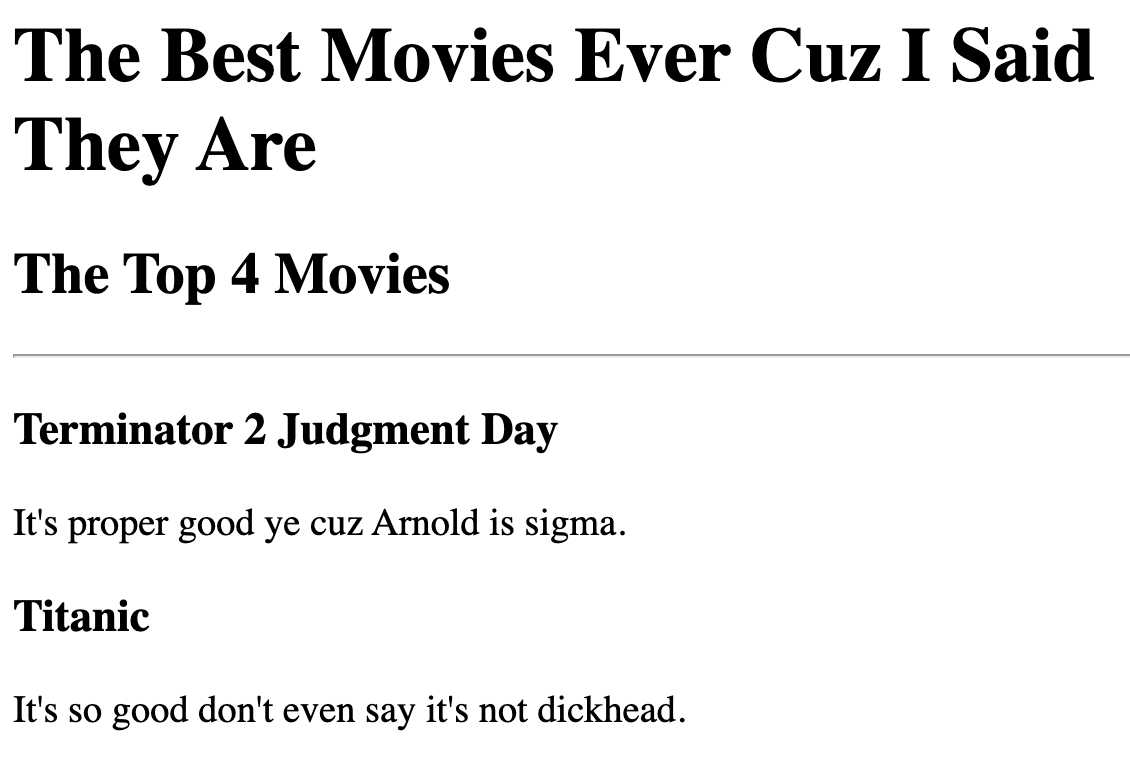 The Best Movies Ever Cuz I Said
They Are
The Top 4 Movies
Terminator 2 Judgment Day
It's proper good ye cuz Arnold is sigma.
Titanic
It's so good don't even say it's not dickhead.